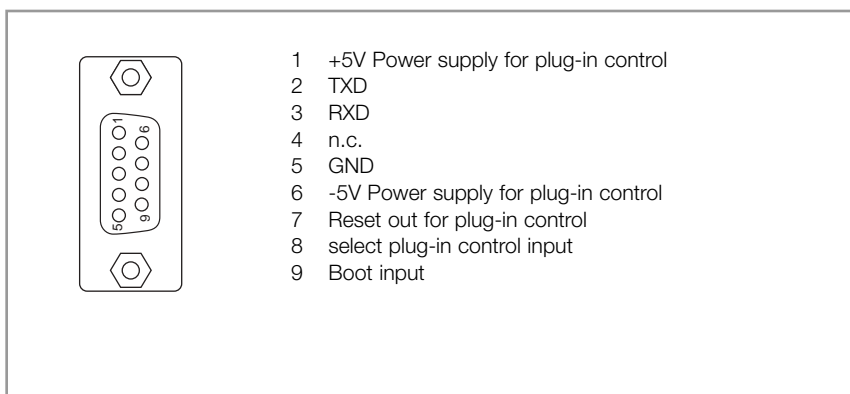 1 +5V Power supply for plug-in control
2 TXD
3 RXD
4 n.c.
5 GND
6 -5V Power supply for plug-in control
7 Reset out for plug-in control
8 select plug-in control input
9 Boot input
1
6
5
9